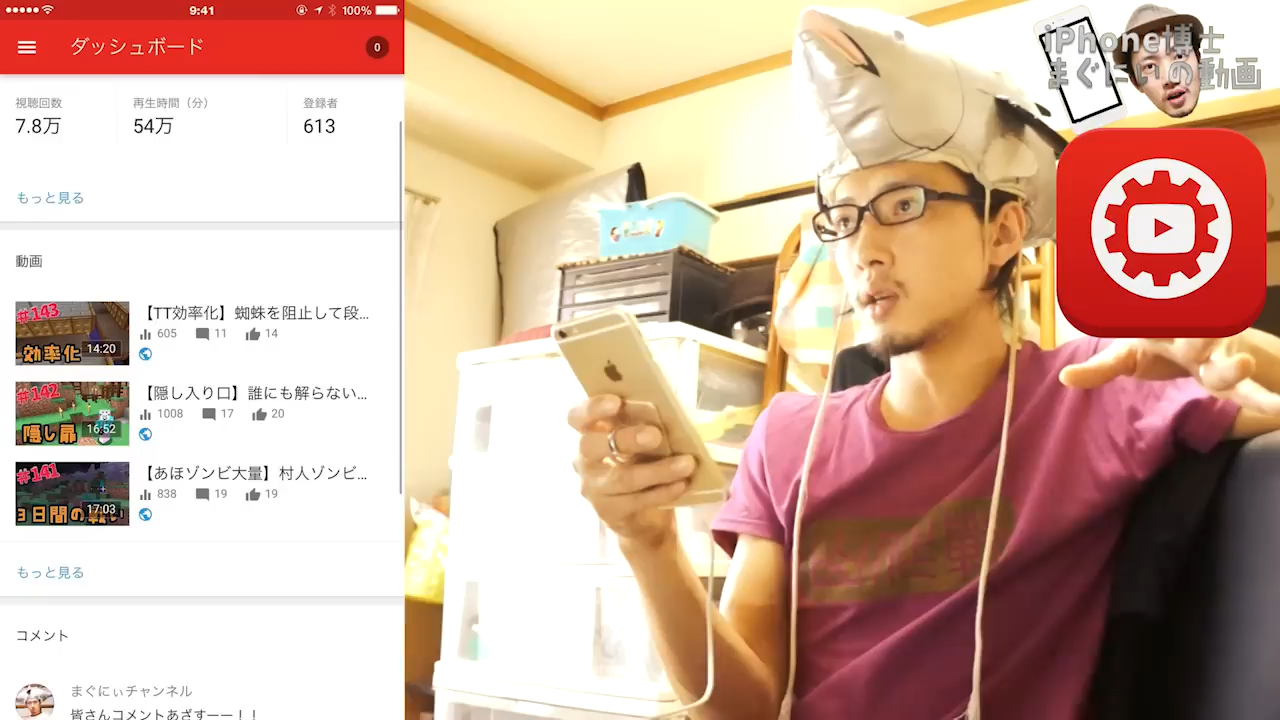 9:41
100%
ダッシュボード
0
視聴回数
再生時間（分）
登録者
7.8万
54万
613
もっと見る
動画
#143
効率化
14:20
【TT効率化】蜘蛛を阻止して段...
605
11
14
#142
隠し扉
16:52
【隠し入り口】誰にも解らない...
1008
17
20
#141
3日間の戦い
17:03
【あほゾンビ大量】村人ゾンビ...
838
19
19
もっと見る
コメント
まぐにぃチャンネル
皆さんコメントあざすーー！！
iPhone博士
まぐにぃの動画